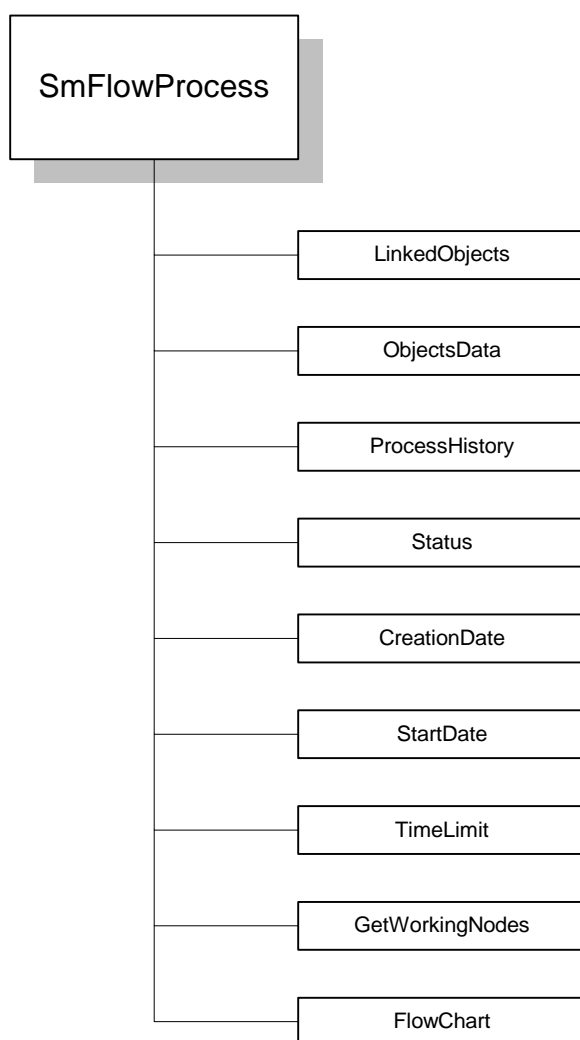 SmFlowProcess
LinkedObjects
ObjectsData
ProcessHistory
Status
CreationDate
StartDate
TimeLimit
GetWorkingNodes
FlowChart